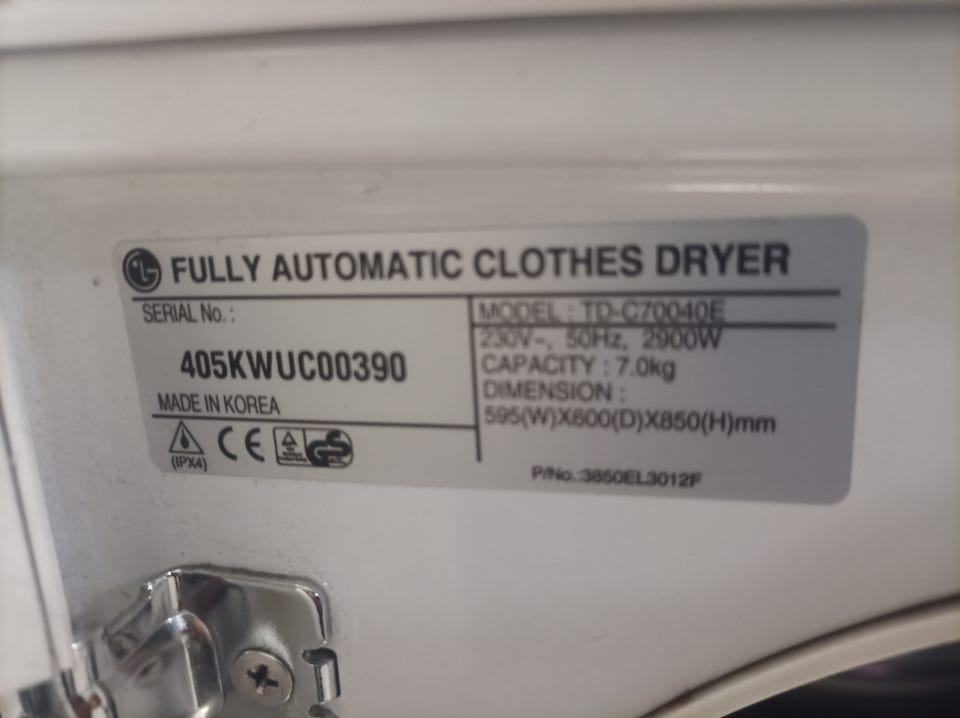 LG FULLY AUTOMATIC CLOTHES DRYER
SERIAL No. :
405KWUC00390
MADE IN KOREA
(IPX4) CE GS
MODEL : TD-C70040E
230V~, 50Hz, 2900W
CAPACITY : 7.0kg
DIMENSION :
595(W)X600(D)X850(H)mm
P/No.:3850EL3012F